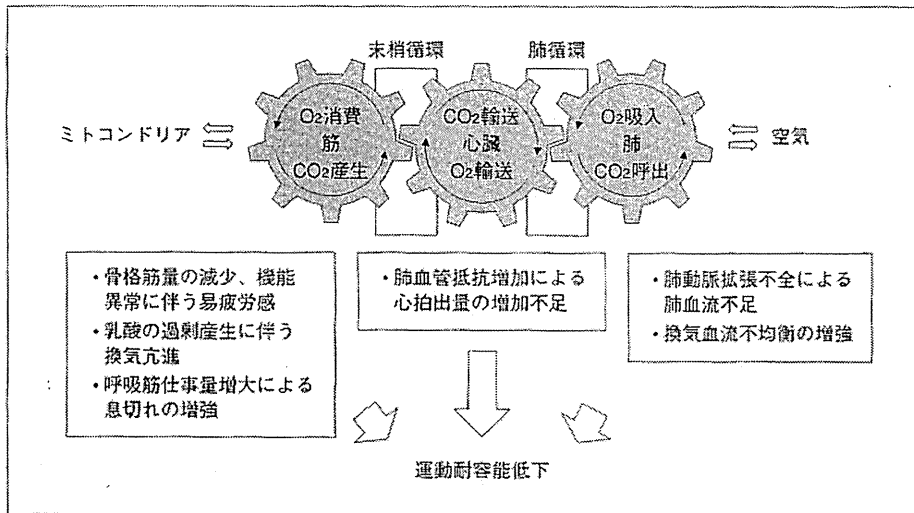 末梢循環
肺循環
ミトコンドリア
O₂消費
筋
CO₂産生
CO₂輸送
心臓
O₂輸送
O₂吸入
肺
CO₂呼出
空気
・骨格筋量の減少、機能
異常に伴う易疲労感
・乳酸の過剰産生に伴う
換気亢進
・呼吸筋仕事量増大による
息切れの増強
・肺血管抵抗増加による
心拍出量の増加不足
・肺動脈拡張不全による
肺血流不足
・換気血流不均衡の増強
運動耐容能低下